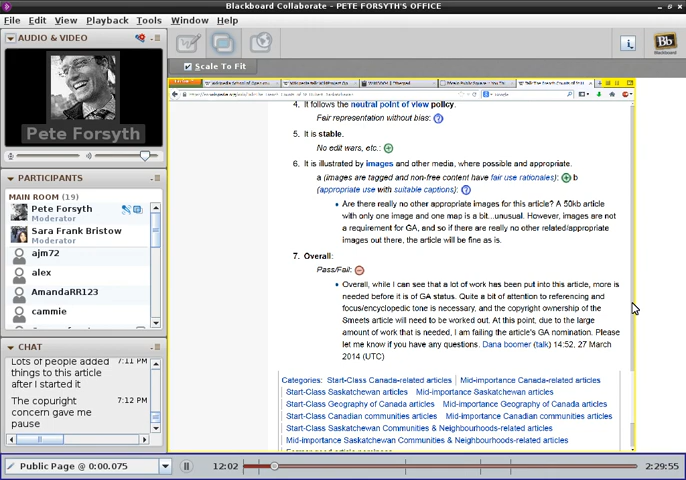 Blackboard Collaborate - PETE FORSYTH'S OFFICE
File Edit View Playback Tools Window Help
AUDIO & VIDEO
Scale To Fit
i
Bb
Pete Forsyth
PARTICIPANTS
MAIN ROOM (19)
Pete Forsyth
Moderator
Sara Frank Bristow
Moderator
ajm72
alex
AmandaRR123
cammie
CHAT
Lots of people added
things to this article
after I started it
7:11 PM
The copyright
concern gave me
pause
7:12 PM
4. It follows the neutral point of view policy.
Fair representation without bias:
5. It is stable.
No edit wars, etc.:
6. It is illustrated by images and other media, where possible and appropriate.
a (images are tagged and non-free content have fair use rationales): b
(appropriate use with suitable captions):
Are there really no other appropriate images for this article? A 50kb article
with only one image and one map is a bit...unusual. However, images are not
a requirement for GA, and so if there are really no other related/appropriate
images out there, the article will be fine as is.
7. Overall:
Pass/Fail:
Overall, while I can see that a lot of work has been put into this article, more is
needed before it is of GA status. Quite a bit of attention to referencing and
focus/encyclopedic tone is necessary, and the copyright ownership of the
Smeets article will need to be worked out. At this point, due to the large
amount of work that is needed, I am failing the article's GA nomination. Please
let me know if you have any questions. Dana boomer (talk) 14:52, 27 March
2014 (UTC)
Categories: Start-Class Canada-related articles | Mid-importance Canada-related articles
Start-Class Saskatchewan articles Mid-importance Saskatchewan articles
Start-Class Geography of Canada articles Mid-importance Geography of Canada articles
Start-Class Canadian communities articles Mid-importance Canadian communities articles
Start-Class Saskatchewan Communities & Neighbourhoods-related articles
Mid-importance Saskatchewan Communities & Neighbourhoods-related articles
Former good article nominees
Public Page @ 0:00.075
12:02
2:29:55